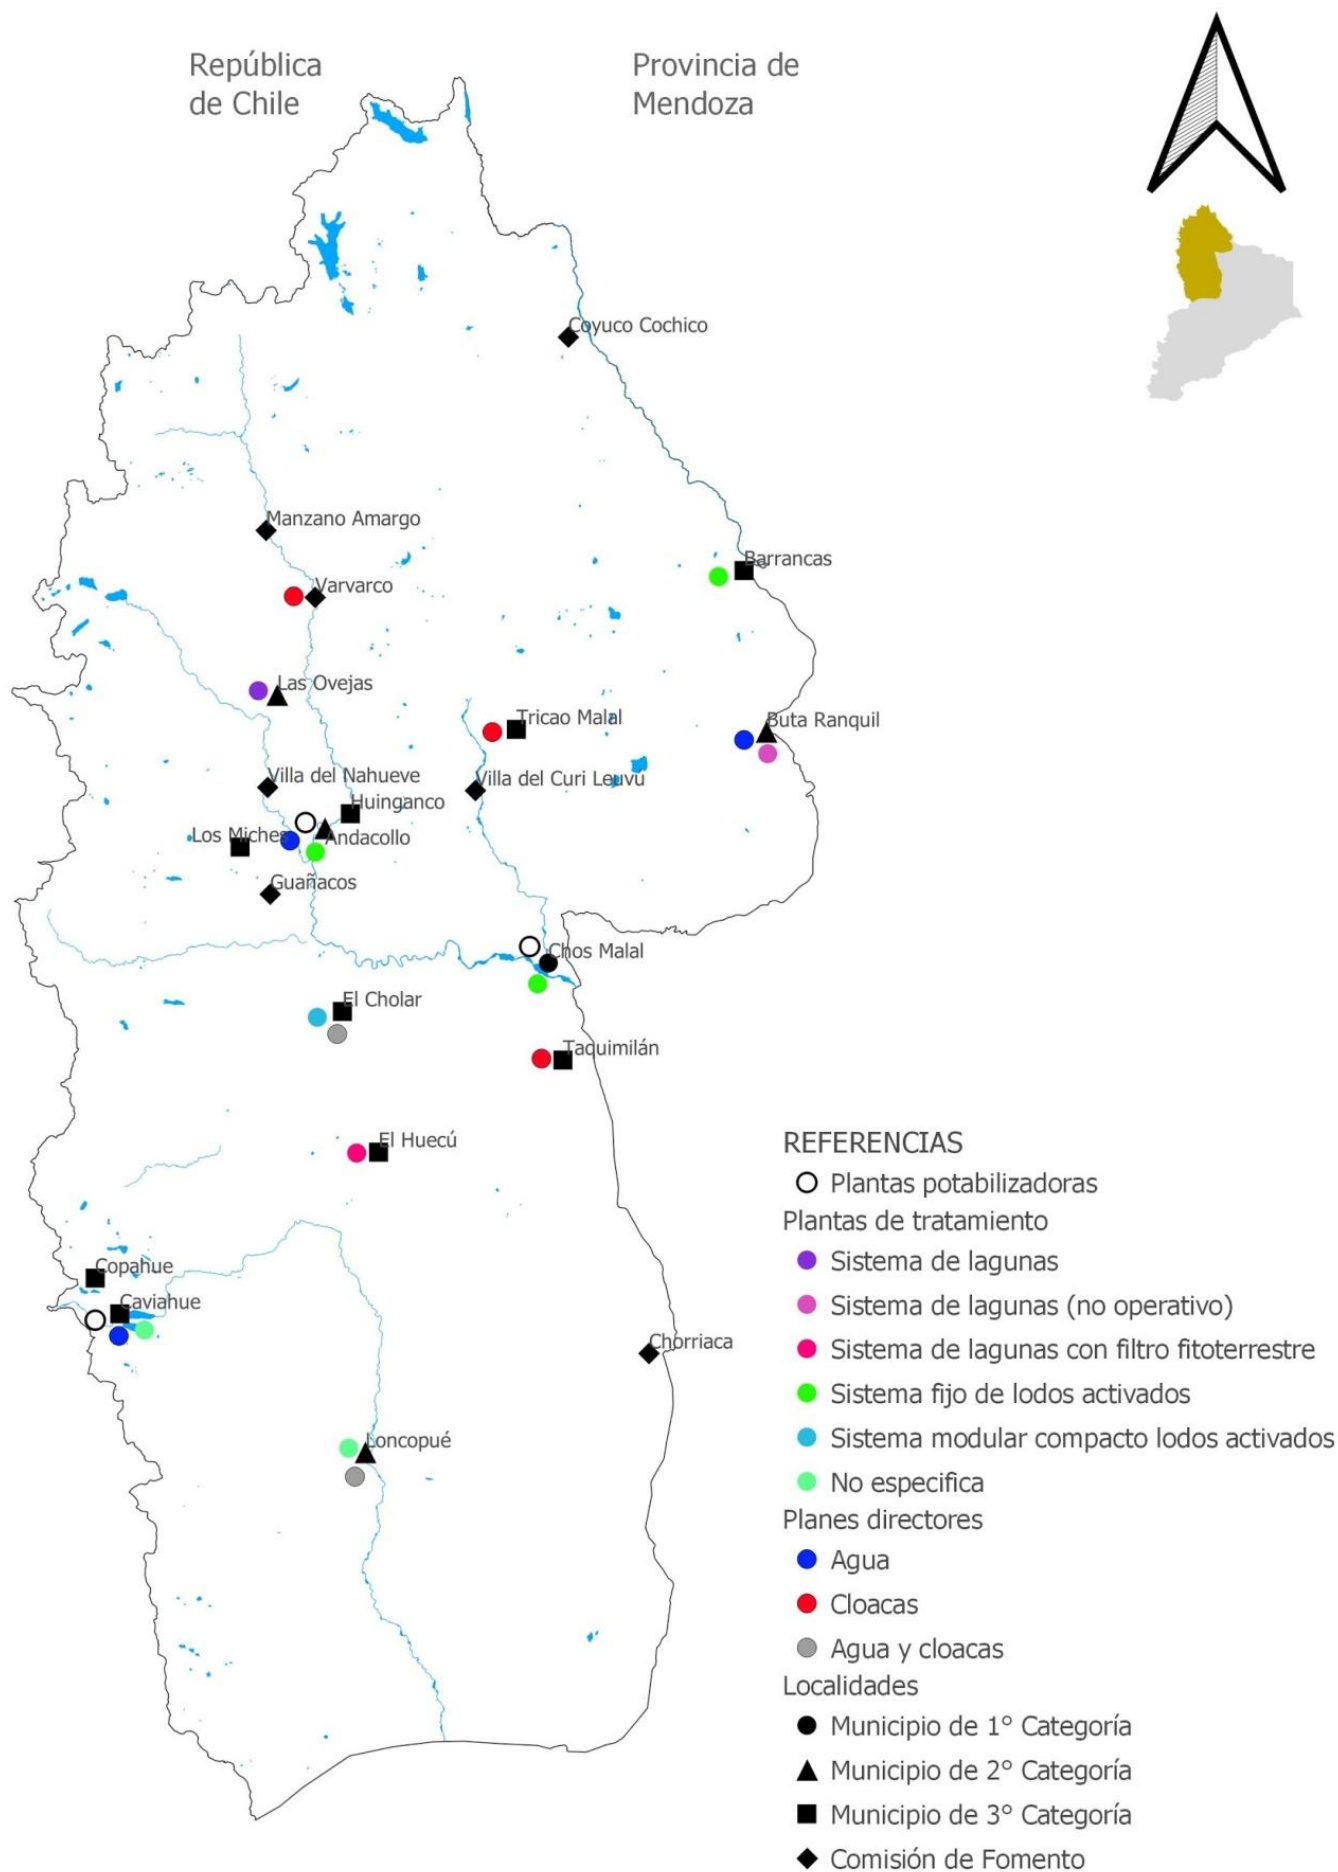 República
de Chile
Provincia de
Mendoza
Coyuco Cochico
Manzano Amargo
Barrancas
Varvarco
Las Ovejas
Tricao Malal
Buta Ranquil
Villa del Nahueve
Villa del Curi Leuvú
Huinganco
Los Miches
Andacollo
Guañacos
Chos Malal
El Cholar
Taquimilán
El Huecú
Copahue
Caviahue
Chorriaca
Loncopué
REFERENCIAS
Plantas potabilizadoras
Plantas de tratamiento
Sistema de lagunas
Sistema de lagunas (no operativo)
Sistema de lagunas con filtro fitoterrestre
Sistema fijo de lodos activados
Sistema modular compacto lodos activados
No especifica
Planes directores
Agua
Cloacas
Agua y cloacas
Localidades
Municipio de 1° Categoría
Municipio de 2° Categoría
Municipio de 3° Categoría
Comisión de Fomento